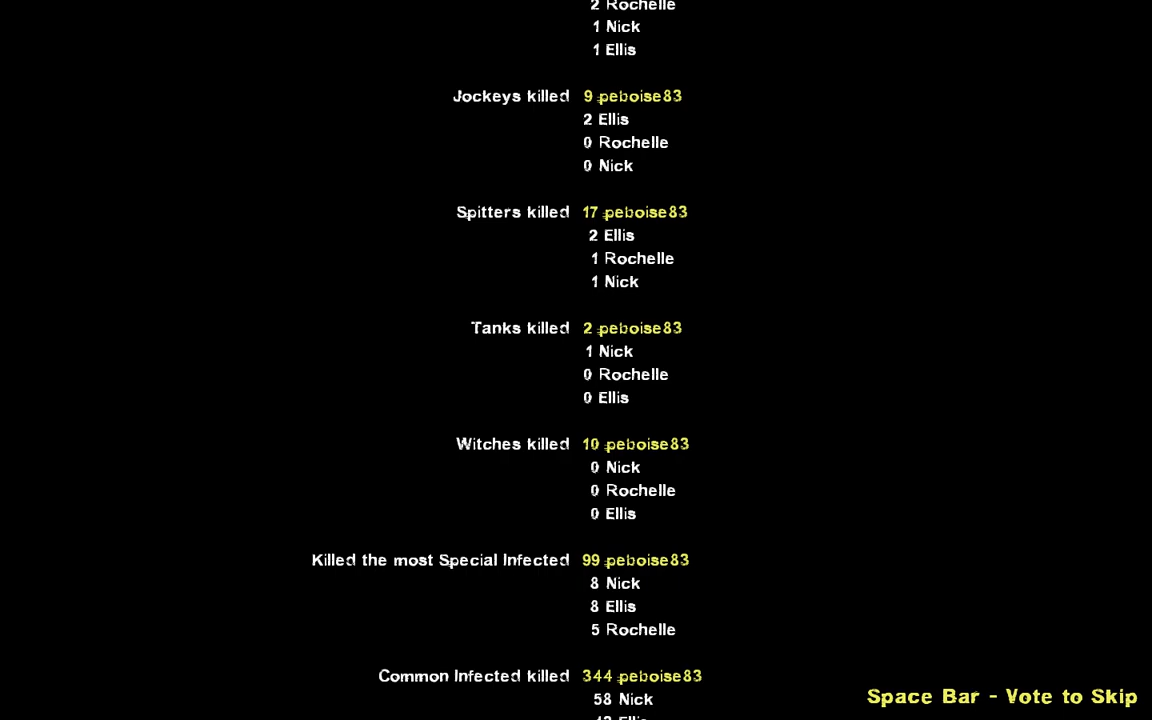 2 Rochelle
1 Nick
1 Ellis
Jockeys killed 9 peboise83
2 Ellis
0 Rochelle
0 Nick
Spitters killed 17 peboise83
2 Ellis
1 Rochelle
1 Nick
Tanks killed 2 peboise83
1 Nick
0 Rochelle
0 Ellis
Witches killed 10 peboise83
0 Nick
0 Rochelle
0 Ellis
Killed the most Special Infected 99 peboise83
8 Nick
8 Ellis
5 Rochelle
Common Infected killed 344 peboise83
58 Nick
Ellis
Space Bar - Vote to Skip